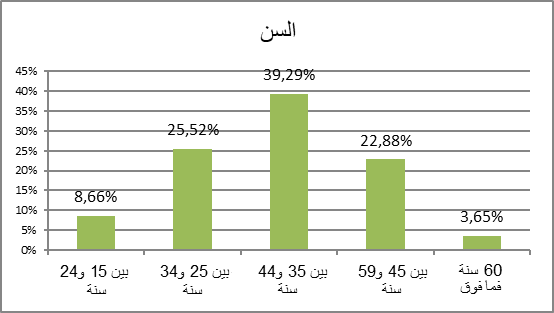 السن
45%
40%
35%
30%
25%
20%
15%
10%
5%
0%
8,66%
25,52%
39,29%
22,88%
3,65%
بين 15 و24
سنة
بين 25 و34
سنة
بين 35 و44
سنة
بين 45 و59
سنة
60 سنة
فما فوق